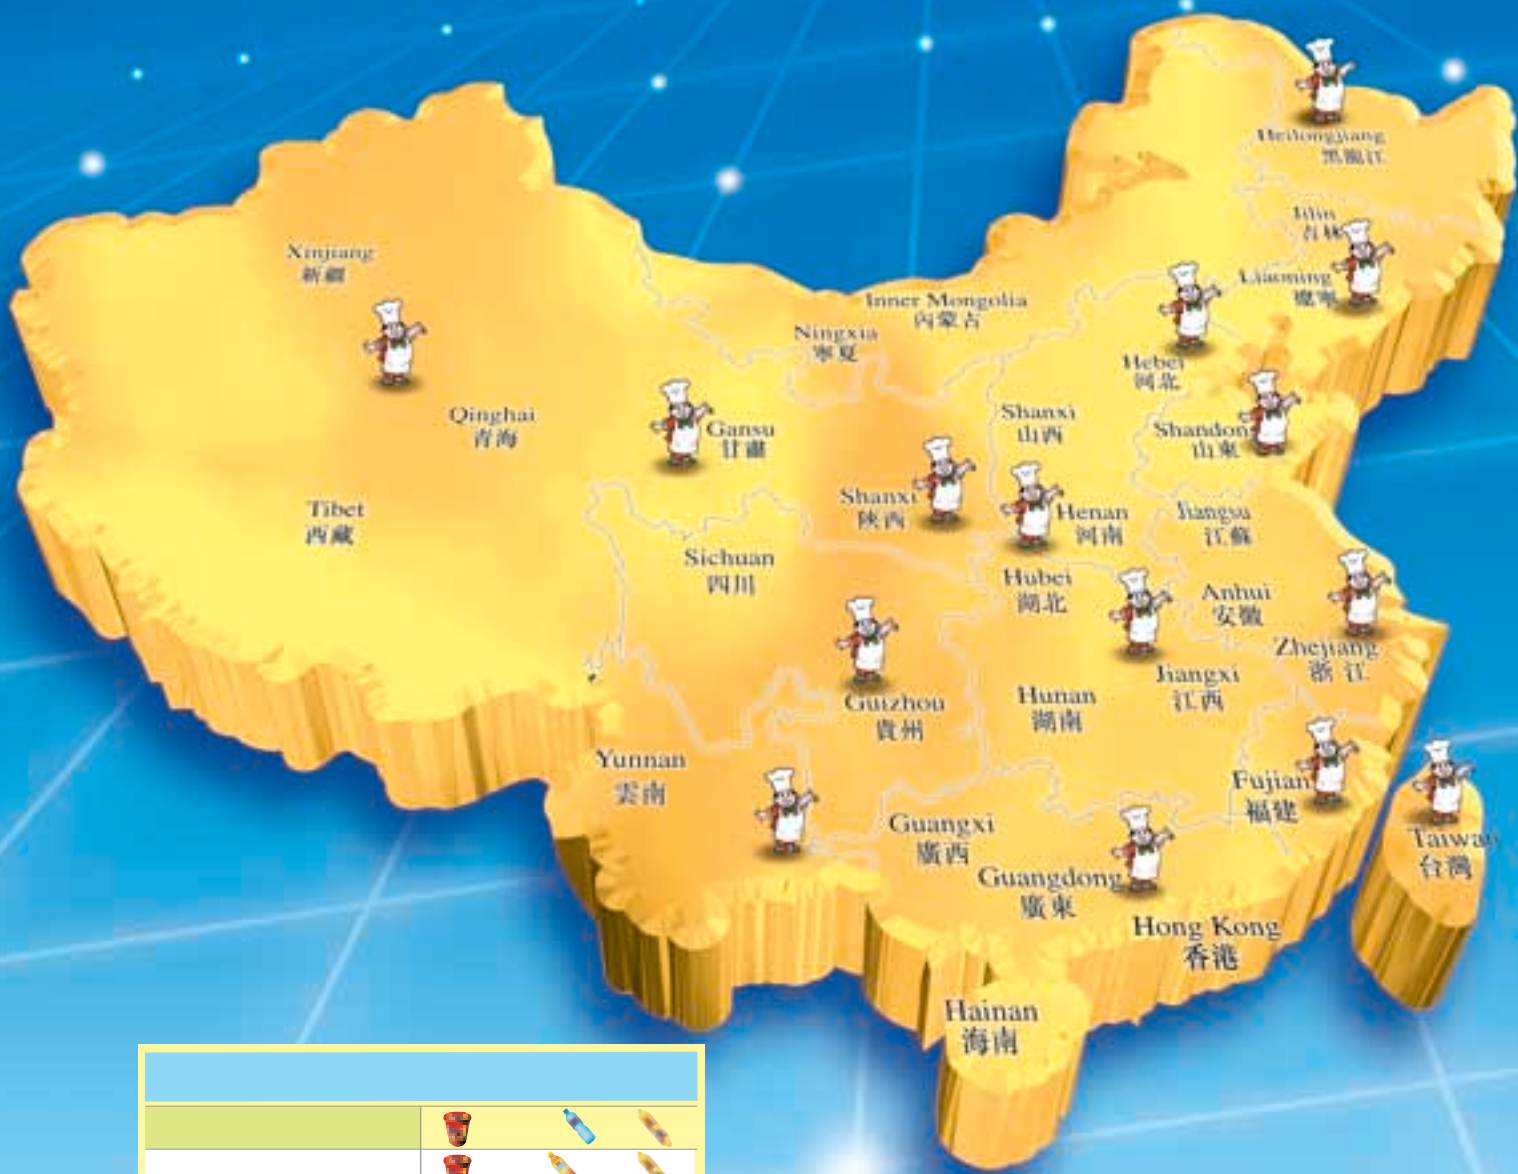 Heilongjiang
黑龍江
Jilin
吉林
Xinjiang
新疆
Liaoning
遼寧
Inner Mongolia
內蒙古
Ningxia
寧夏
Hebei
河北
Qinghai
青海
Gansu
甘肅
Shanxi
山西
Shandon
山東
Shanxi
陝西
Henan
河南
Jiangsu
江蘇
Tibet
西藏
Sichuan
四川
Hubei
湖北
Anhui
安徽
Zhejiang
浙江
Jiangxi
江西
Guizhou
貴州
Hunan
湖南
Yunnan
雲南
Fujian
福建
Guangxi
廣西
Taiwan
台灣
Guangdong
廣東
Hong Kong
香港
Hainan
海南